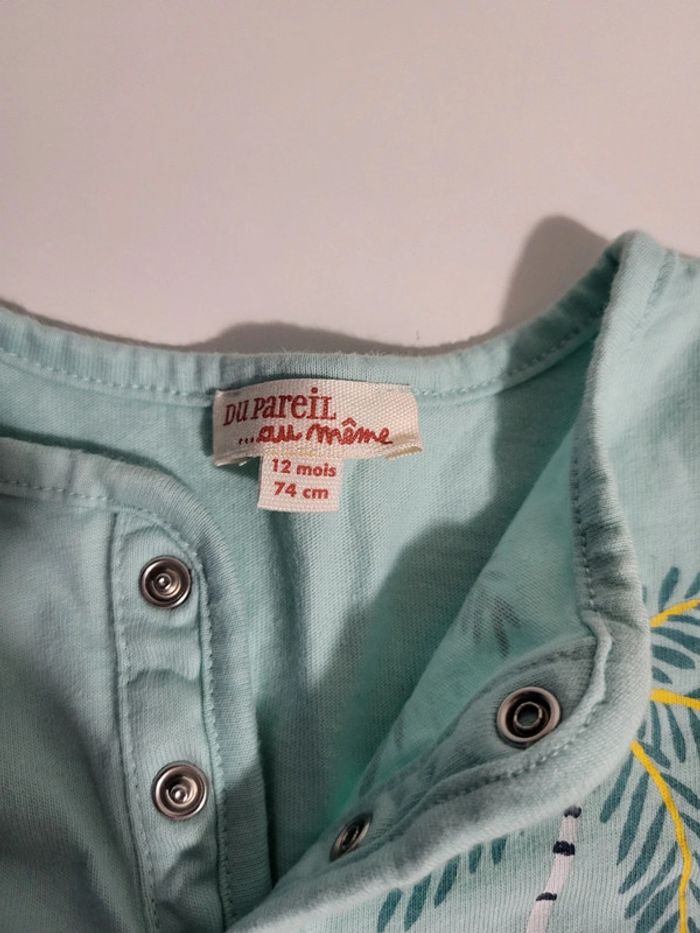 DU PAREIL
...au même
12 mois
74 cm